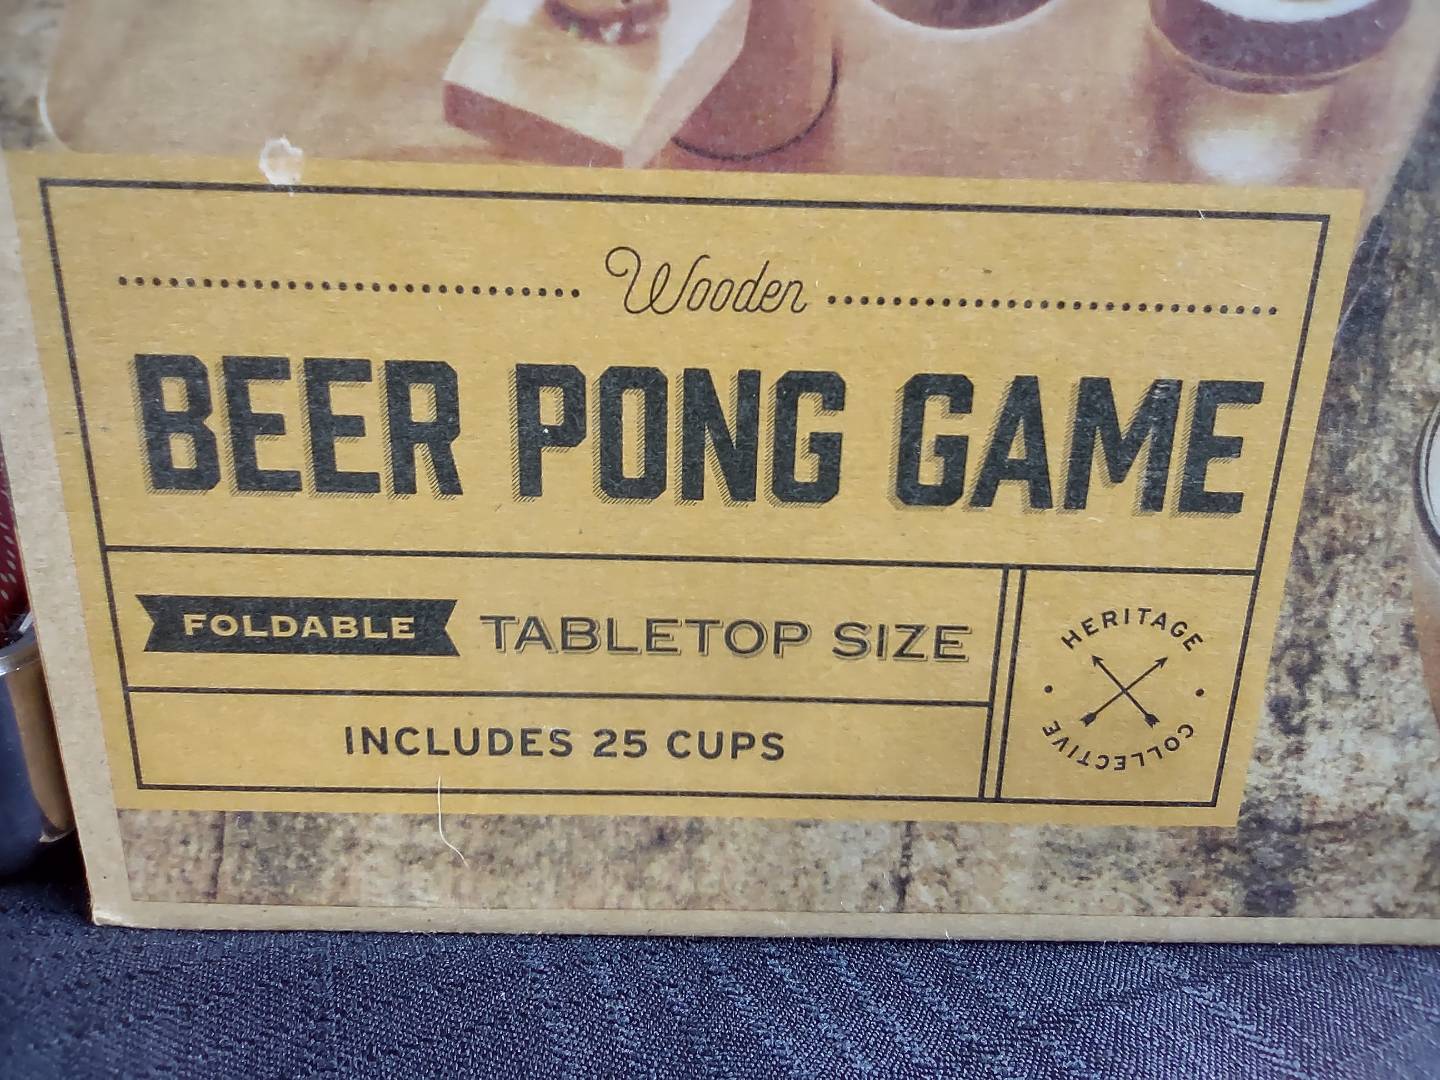 Wooden
BEER PONG GAME
FOLDABLE TABLETOP SIZE
INCLUDES 25 CUPS
HERITAGE
COLLECTIVE